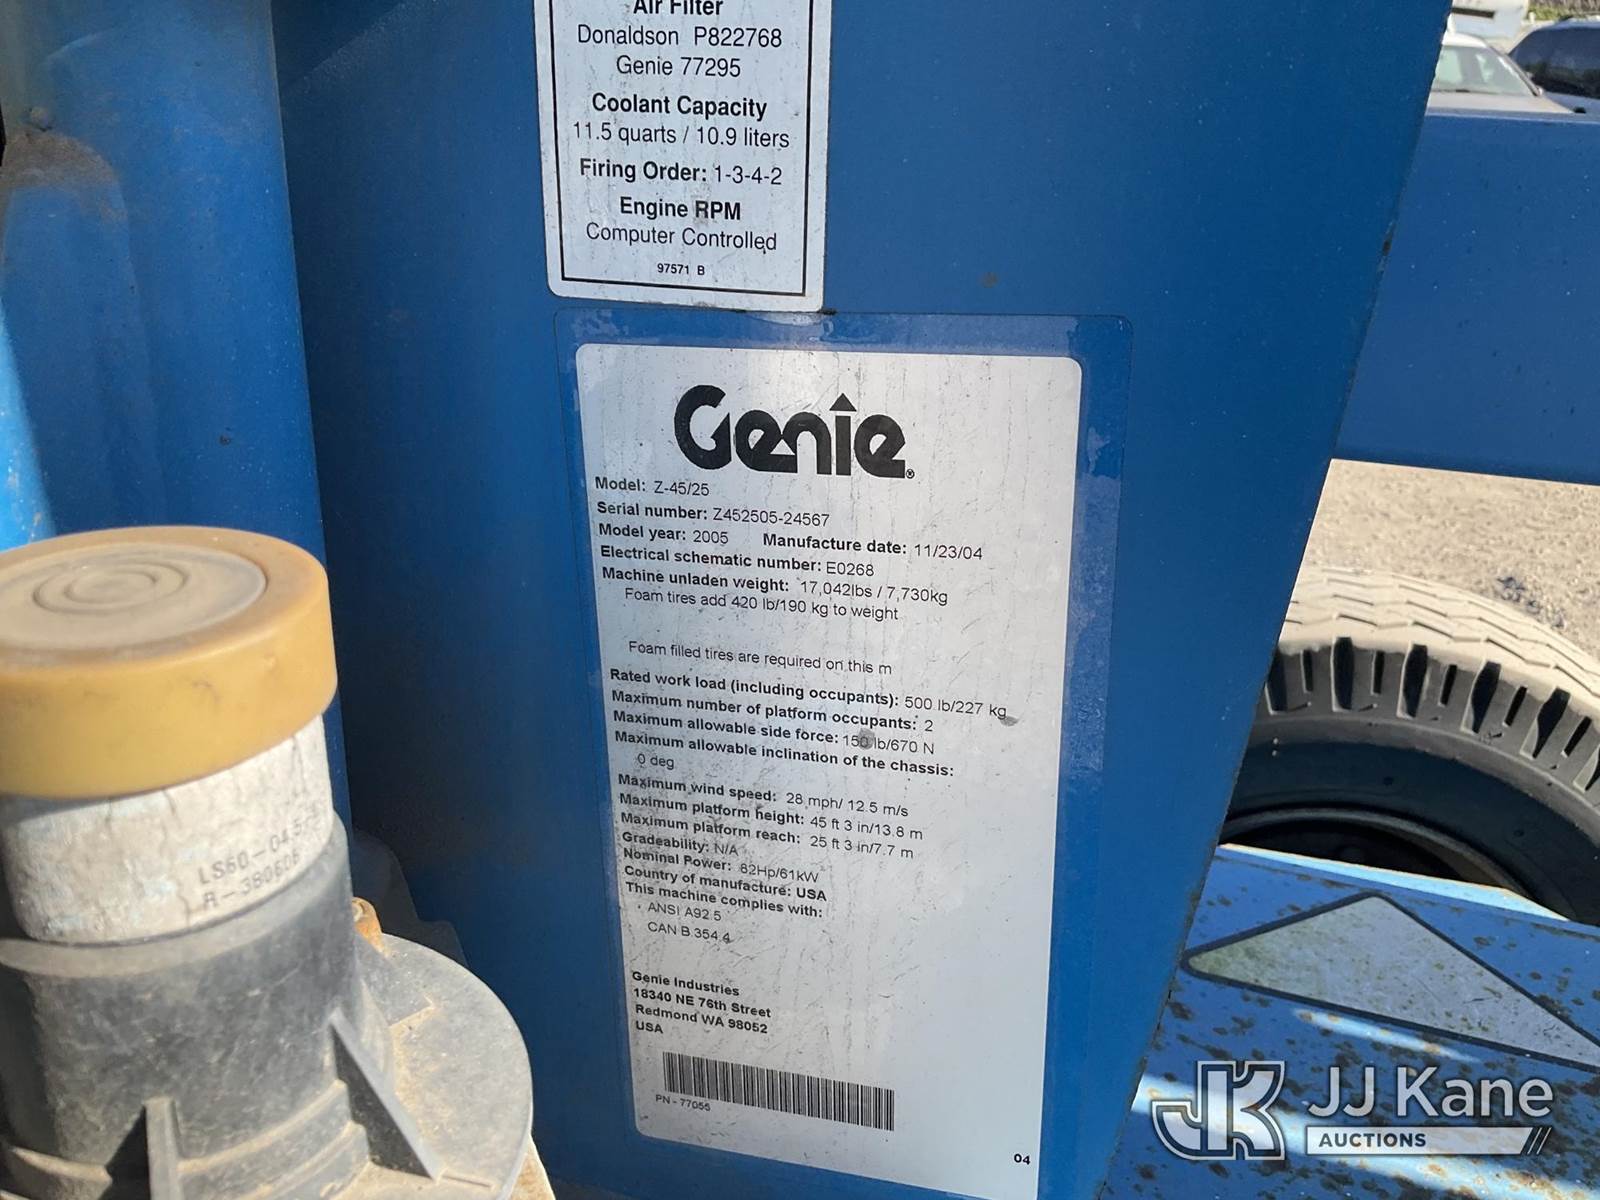 Air Filter
Donaldson P822768
Genie 77295
Coolant Capacity
11.5 quarts / 10.9 liters
Firing Order: 1-3-4-2
Engine RPM
Computer Controlled
97571 B
Genie®
Model: Z-45/25
Serial number: Z452505-24567
Model year: 2005 Manufacture date: 11/23/04
Electrical schematic number: E0268
Machine unladen weight: 17,042lbs / 7,730kg
Foam tires add 420 lb/190 kg to weight
Foam filled tires are required on this m
Rated work load (including occupants): 500 lb/227 kg
Maximum number of platform occupants: 2
Maximum allowable side force: 150 lb/670 N
Maximum allowable inclination of the chassis:
0 deg
Maximum wind speed: 28 mph/ 12.5 m/s
Maximum platform height: 45 ft 3 in/13.8 m
Maximum platform reach: 25 ft 3 in/7.7 m
Gradeability: N/A
Nominal Power: 82Hp/61kW
Country of manufacture: USA
This machine complies with:
ANSI A92.5
CAN B 354.4
Genie Industries
18340 NE 76th Street
Redmond WA 98052
USA
PN - 77055
04
LS60-04
R-380606
JK JJ Kane
AUCTIONS